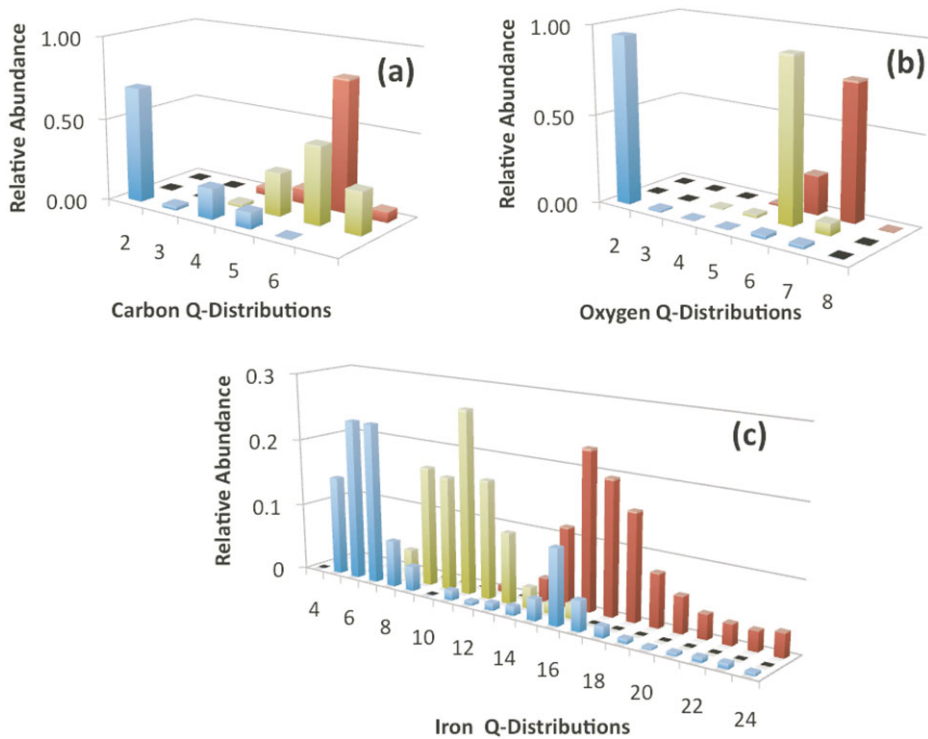 1.00
0.50
0.00
Relative Abundance
(a)
2 3 4 5 6
Carbon Q-Distributions
1.00
0.50
0.00
Relative Abundance
(b)
2 3 4 5 6 7 8
Oxygen Q-Distributions
0.3
0.2
0.1
0
Relative Abundance
(c)
4 6 8 10 12 14 16 18 20 22 24
Iron Q-Distributions